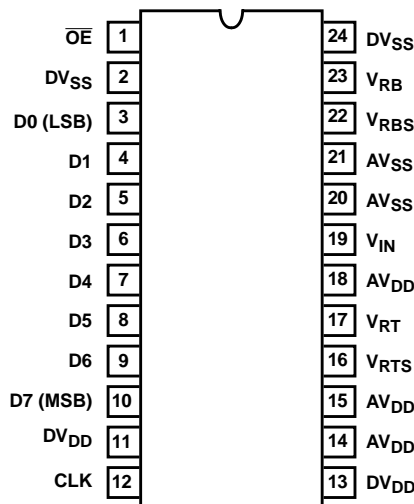 OE 1 24 DVSS
DVSS 2 23 VRB
D0 (LSB) 3 22 VRBS
D1 4 21 AVSS
D2 5 20 AVSS
D3 6 19 VIN
D4 7 18 AVDD
D5 8 17 VRT
D6 9 16 VRTS
D7 (MSB) 10 15 AVDD
DVDD 11 14 AVDD
CLK 12 13 DVDD